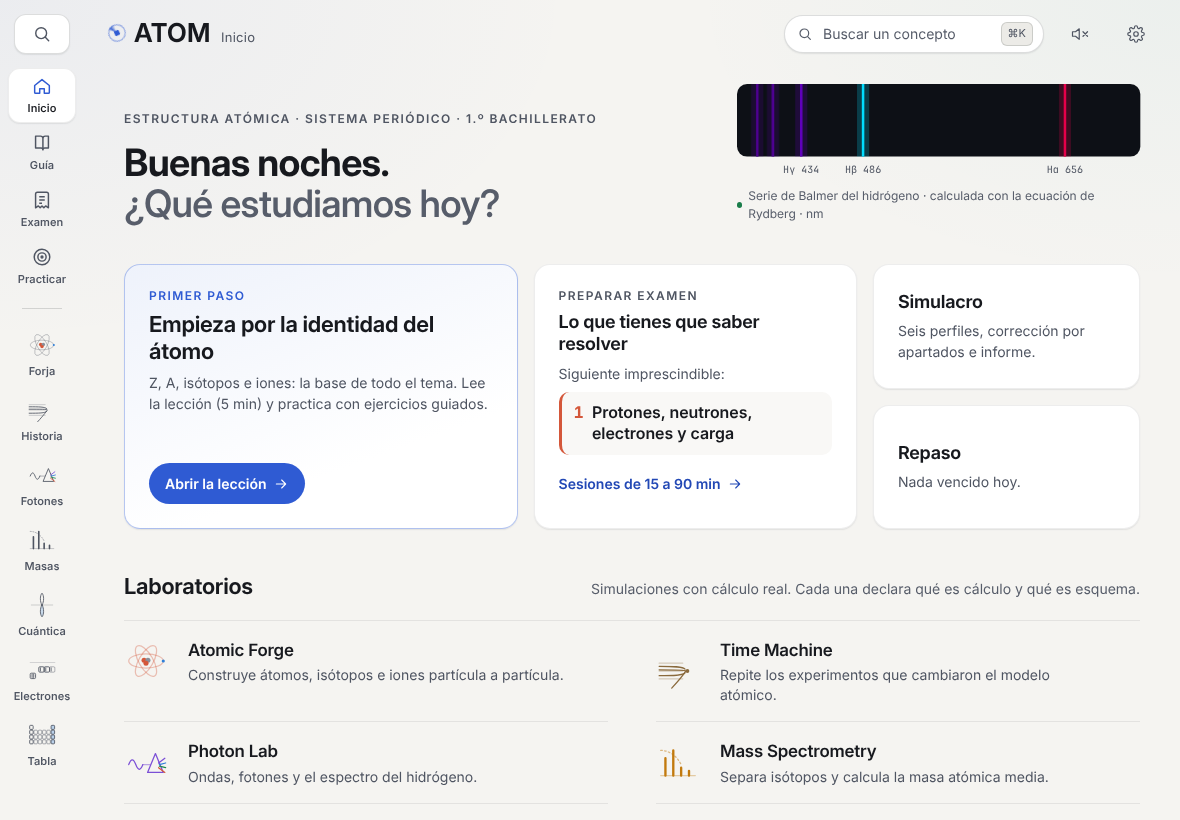 ATOM Inicio
Buscar un concepto ⌘K
Inicio
Guía
Examen
Practicar
Forja
Historia
Fotones
Masas
Cuántica
Electrones
Tabla
ESTRUCTURA ATÓMICA · SISTEMA PERIÓDICO · 1.º BACHILLERATO
Buenas noches.
¿Qué estudiamos hoy?
Hγ 434 Hβ 486 Hα 656
Serie de Balmer del hidrógeno · calculada con la ecuación de
Rydberg · nm
PRIMER PASO
Empieza por la identidad del
átomo
Z, A, isótopos e iones: la base de todo el tema. Lee
la lección (5 min) y practica con ejercicios guiados.
Abrir la lección →
PREPARAR EXAMEN
Lo que tienes que saber
resolver
Siguiente imprescindible:
1 Protones, neutrones,
electrones y carga
Sesiones de 15 a 90 min →
Simulacro
Seis perfiles, corrección por
apartados e informe.
Repaso
Nada vencido hoy.
Laboratorios
Simulaciones con cálculo real. Cada una declara qué es cálculo y qué es esquema.
Atomic Forge
Construye átomos, isótopos e iones partícula a partícula.
Time Machine
Repite los experimentos que cambiaron el modelo
atómico.
Photon Lab
Ondas, fotones y el espectro del hidrógeno.
Mass Spectrometry
Separa isótopos y calcula la masa atómica media.